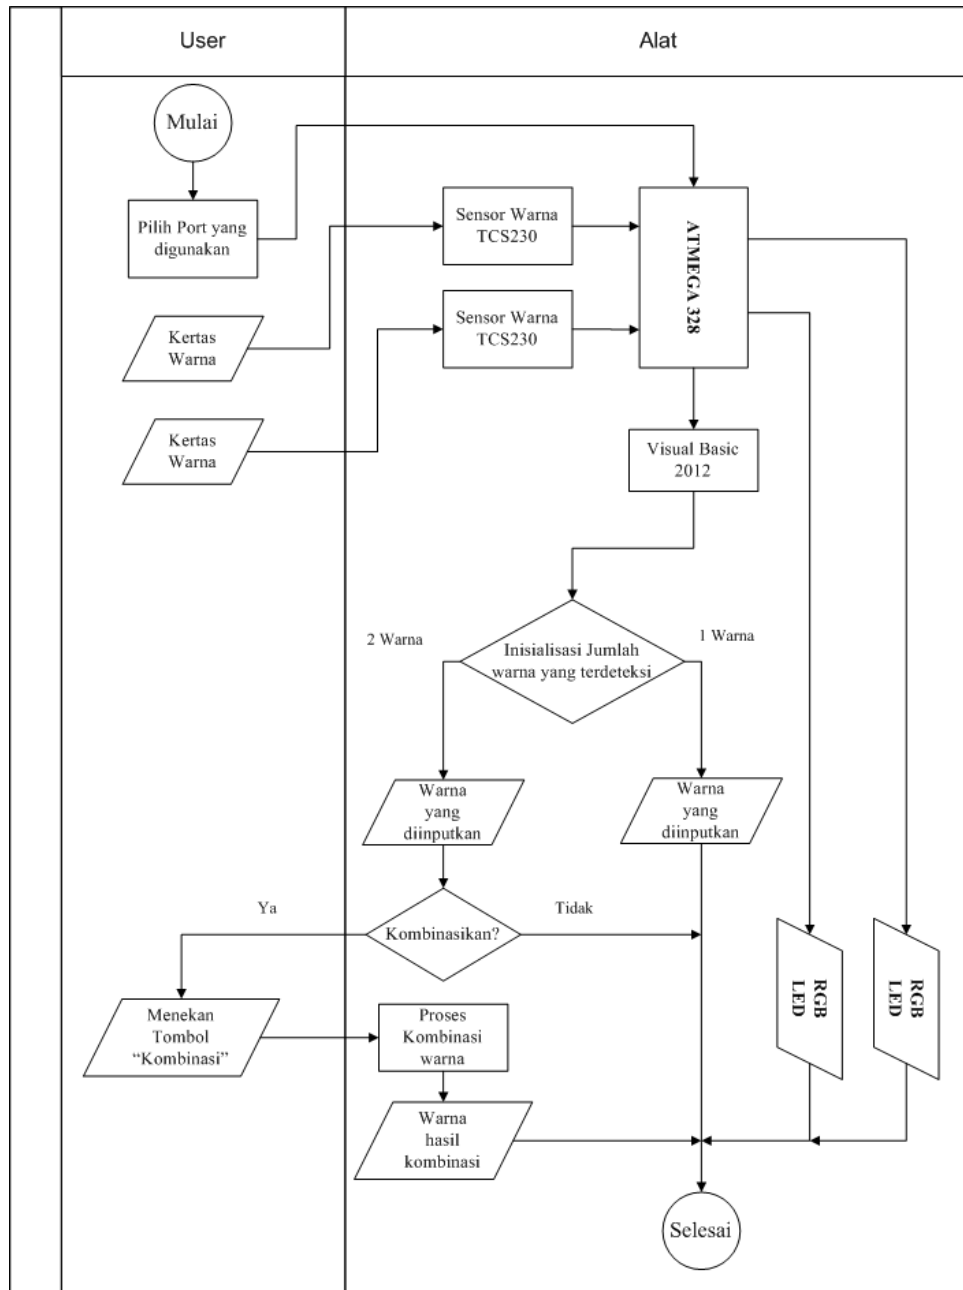 User
Alat
Mulai
Pilih Port yang
digunakan
Sensor Warna
TCS230
ATMEGA 328
Kertas
Warna
Sensor Warna
TCS230
Kertas
Warna
Visual Basic
2012
2 Warna
1 Warna
Inisialisasi Jumlah
warna yang terdeteksi
Warna
yang
diinputkan
Warna
yang
diinputkan
Ya
Kombinasikan?
Tidak
RGB
LED
RGB
LED
Menekan
Tombol
“Kombinasi”
Proses
Kombinasi
warna
Warna
hasil
kombinasi
Selesai